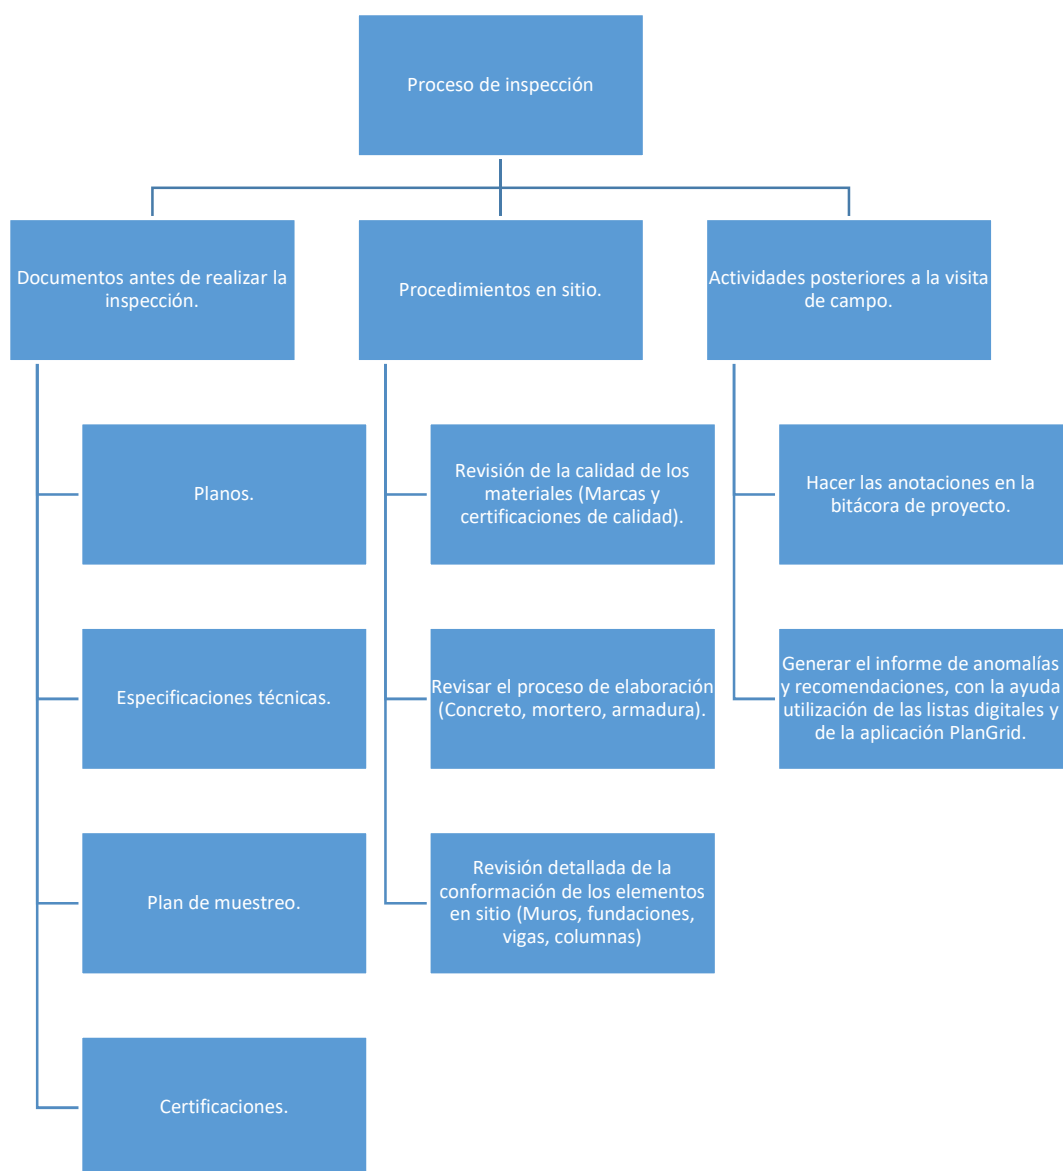 Proceso de inspección
Documentos antes de realizar la
inspección.
Planos.
Especificaciones técnicas.
Plan de muestreo.
Certificaciones.
Procedimientos en sitio.
Revisión de la calidad de los
materiales (Marcas y
certificaciones de calidad).
Revisar el proceso de elaboración
(Concreto, mortero, armadura).
Revisión detallada de la
conformación de los elementos
en sitio (Muros, fundaciones,
vigas, columnas)
Actividades posteriores a la visita
de campo.
Hacer las anotaciones en la
bitácora de proyecto.
Generar el informe de anomalías
y recomendaciones, con la ayuda
utilización de las listas digitales y
de la aplicación PlanGrid.